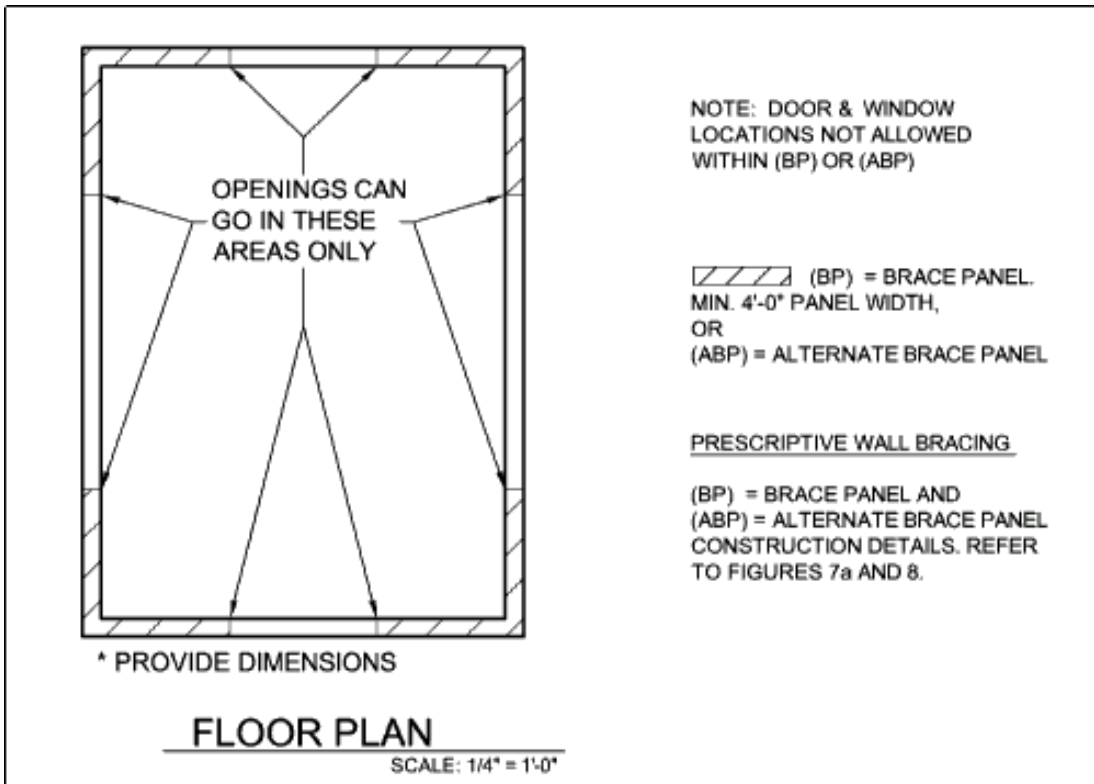 OPENINGS CAN
GO IN THESE
AREAS ONLY
* PROVIDE DIMENSIONS
FLOOR PLAN
SCALE: 1/4" = 1'-0"
NOTE: DOOR & WINDOW
LOCATIONS NOT ALLOWED
WITHIN (BP) OR (ABP)
(BP) = BRACE PANEL.
MIN. 4'-0" PANEL WIDTH,
OR
(ABP) = ALTERNATE BRACE PANEL
PRESCRIPTIVE WALL BRACING
(BP) = BRACE PANEL AND
(ABP) = ALTERNATE BRACE PANEL
CONSTRUCTION DETAILS. REFER
TO FIGURES 7a AND 8.